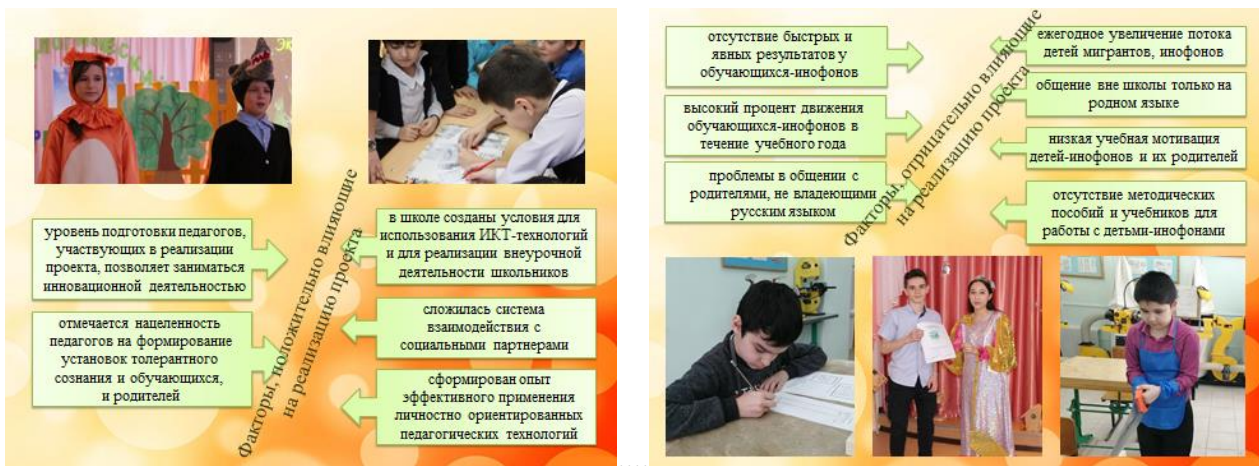 уровень подготовки педагогов,
участвующих в реализации
проекта, позволяет заниматься
инновационной деятельностью
отмечается нацеленность
педагогов на формирование
установок толерантного
сознания и обучающихся,
и родителей
Факторы, положительно влияющие
на реализацию проекта
в школе созданы условия для
использования ИКТ-технологий
и для реализации внеурочной
деятельности школьников
сложилась система
взаимодействия с
социальными партнерами
сформирован опыт
эффективного применения
личностно ориентированных
педагогических технологий
отсутствие быстрых и
явных результатов у
обучающихся-инофонов
высокий процент движения
обучающихся-инофонов в
течение учебного года
проблемы в общении с
родителями, не владеющими
русским языком
Факторы, отрицательно влияющие
на реализацию проекта
ежегодное увеличение потока
детей мигрантов, инофонов
общение вне школы только на
родном языке
низкая учебная мотивация
детей-инофонов и их родителей
отсутствие методических
пособий и учебников для
работы с детьми-инофонами